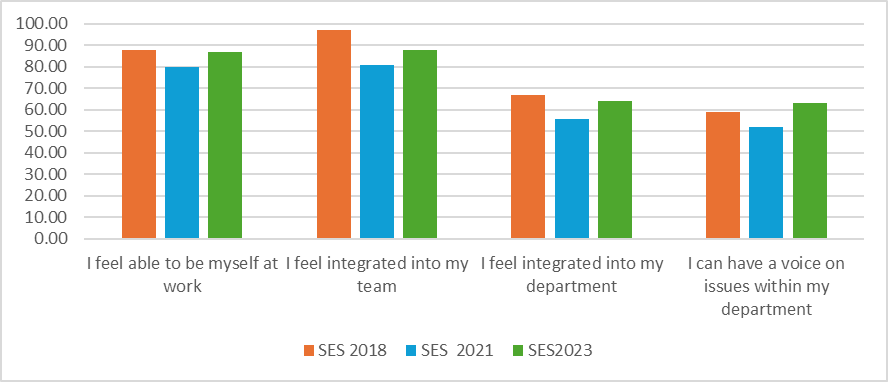 100.00
90.00
80.00
70.00
60.00
50.00
40.00
30.00
20.00
10.00
0.00
I feel able to be myself at work
I feel integrated into my team
I feel integrated into my department
I can have a voice on issues within my department
SES 2018 SES  2021 SES2023